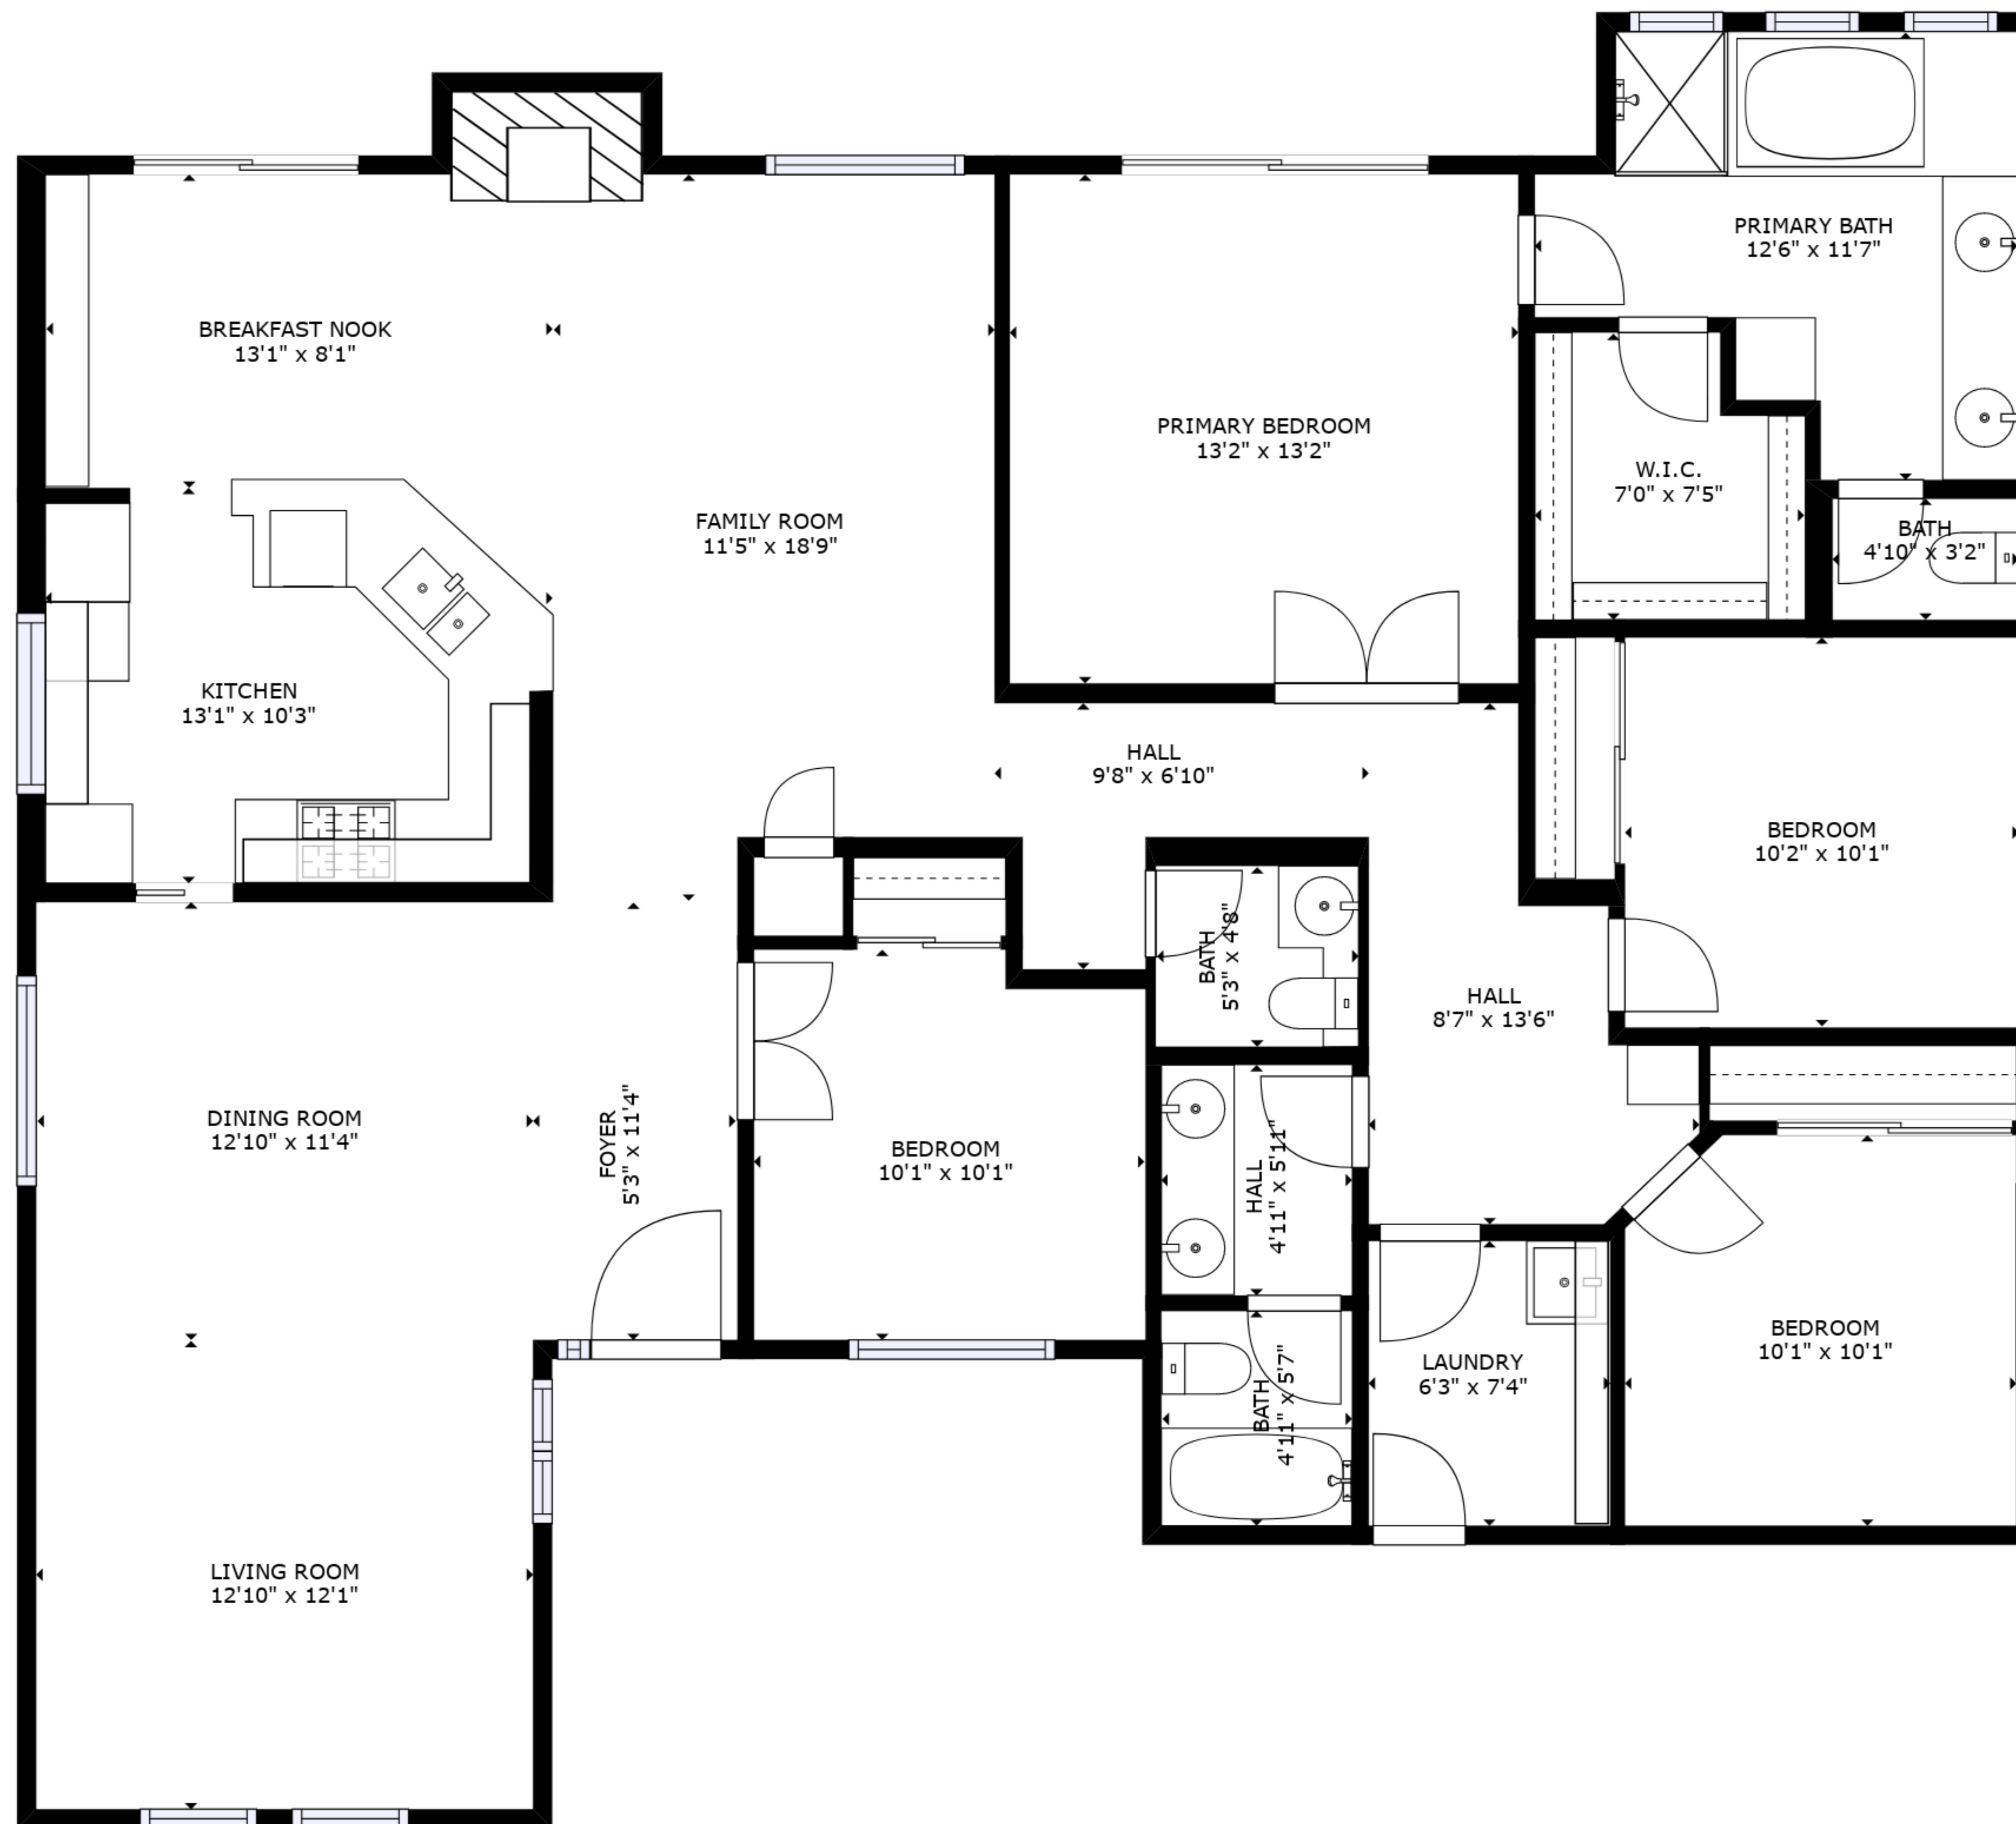 PRIMARY BATH
12'6" x 11'7"
BREAKFAST NOOK
13'1" x 8'1"
PRIMARY BEDROOM
13'2" x 13'2"
W.I.C.
7'0" x 7'5"
FAMILY ROOM
11'5" x 18'9"
BATH
4'10" x 3'2"
KITCHEN
13'1" x 10'3"
HALL
9'8" x 6'10"
BEDROOM
10'2" x 10'1"
BATH
5'3" x 4'8"
HALL
8'7" x 13'6"
DINING ROOM
12'10" x 11'4"
FOYER
5'3" x 11'4"
BEDROOM
10'1" x 10'1"
HALL
4'11" x 5'11"
BEDROOM
10'1" x 10'1"
LAUNDRY
6'3" x 7'4"
BATH
4'11" x 5'7"
LIVING ROOM
12'10" x 12'1"